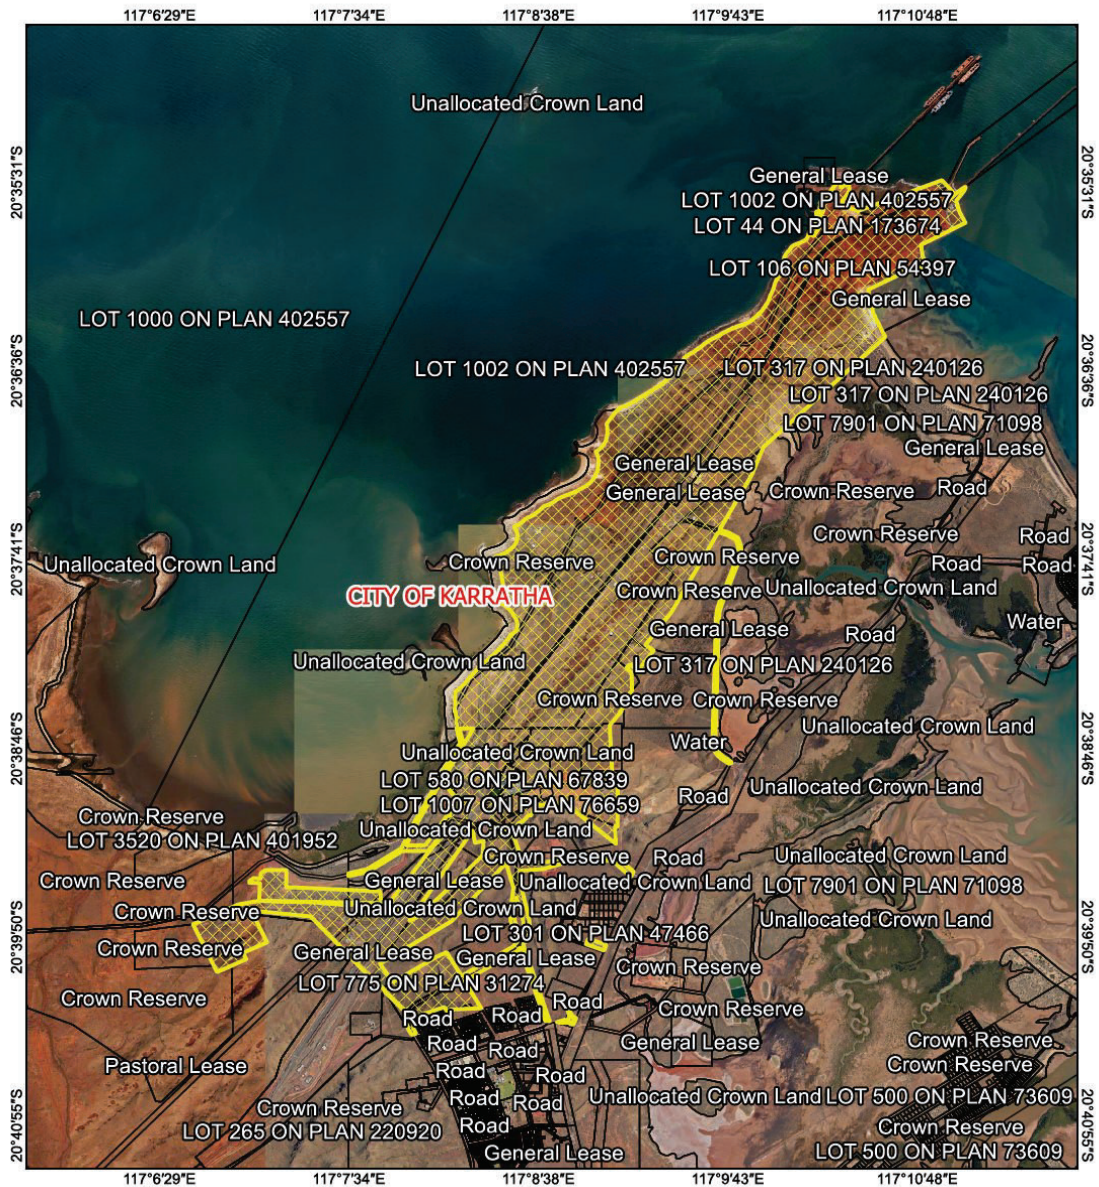 117°6'29"E 117°7'34"E 117°8'38"E 117°9'43"E 117°10'48"E
Unallocated Crown Land
20°35'31"S
20°35'31"S
General Lease
LOT 1002 ON PLAN 402557
LOT 44 ON PLAN 173674
LOT 106 ON PLAN 54397
General Lease
LOT 1000 ON PLAN 402557
20°36'36"S
20°36'36"S
LOT 1002 ON PLAN 402557
LOT 317 ON PLAN 240126
LOT 317 ON PLAN 240126
LOT 7901 ON PLAN 71098
General Lease
General Lease
General Lease
Crown Reserve
Road
Crown Reserve
Road
20°37'41"S
20°37'41"S
Unallocated Crown Land
Crown Reserve
Crown Reserve
Road
Road
CITY OF KARRATHA
Crown Reserve
Unallocated Crown Land
Water
General Lease
Road
Unallocated Crown Land
LOT 317 ON PLAN 240126
Crown Reserve
Crown Reserve
Unallocated Crown Land
20°38'46"S
20°38'46"S
Water
Unallocated Crown Land
LOT 580 ON PLAN 67839
Unallocated Crown Land
LOT 1007 ON PLAN 76659
Road
Crown Reserve
Unallocated Crown Land
LOT 3520 ON PLAN 401952
Crown Reserve
Road
Unallocated Crown Land
Crown Reserve
General Lease
Unallocated Crown Land
LOT 7901 ON PLAN 71098
Crown Reserve
Unallocated Crown Land
Unallocated Crown Land
20°39'50"S
20°39'50"S
LOT 301 ON PLAN 47466
Crown Reserve
General Lease
General Lease
Crown Reserve
LOT 775 ON PLAN 31274
Crown Reserve
Road
Crown Reserve
Road
Road
Road
Road
General Lease
Crown Reserve
Pastoral Lease
Road
Road
Crown Reserve
Road
Road
Unallocated Crown Land
LOT 500 ON PLAN 73609
Crown Reserve
Road
Crown Reserve
LOT 265 ON PLAN 220920
General Lease
LOT 500 ON PLAN 73609
20°40'55"S
20°40'55"S
117°6'29"E 117°7'34"E 117°8'38"E 117°9'43"E 117°10'48"E